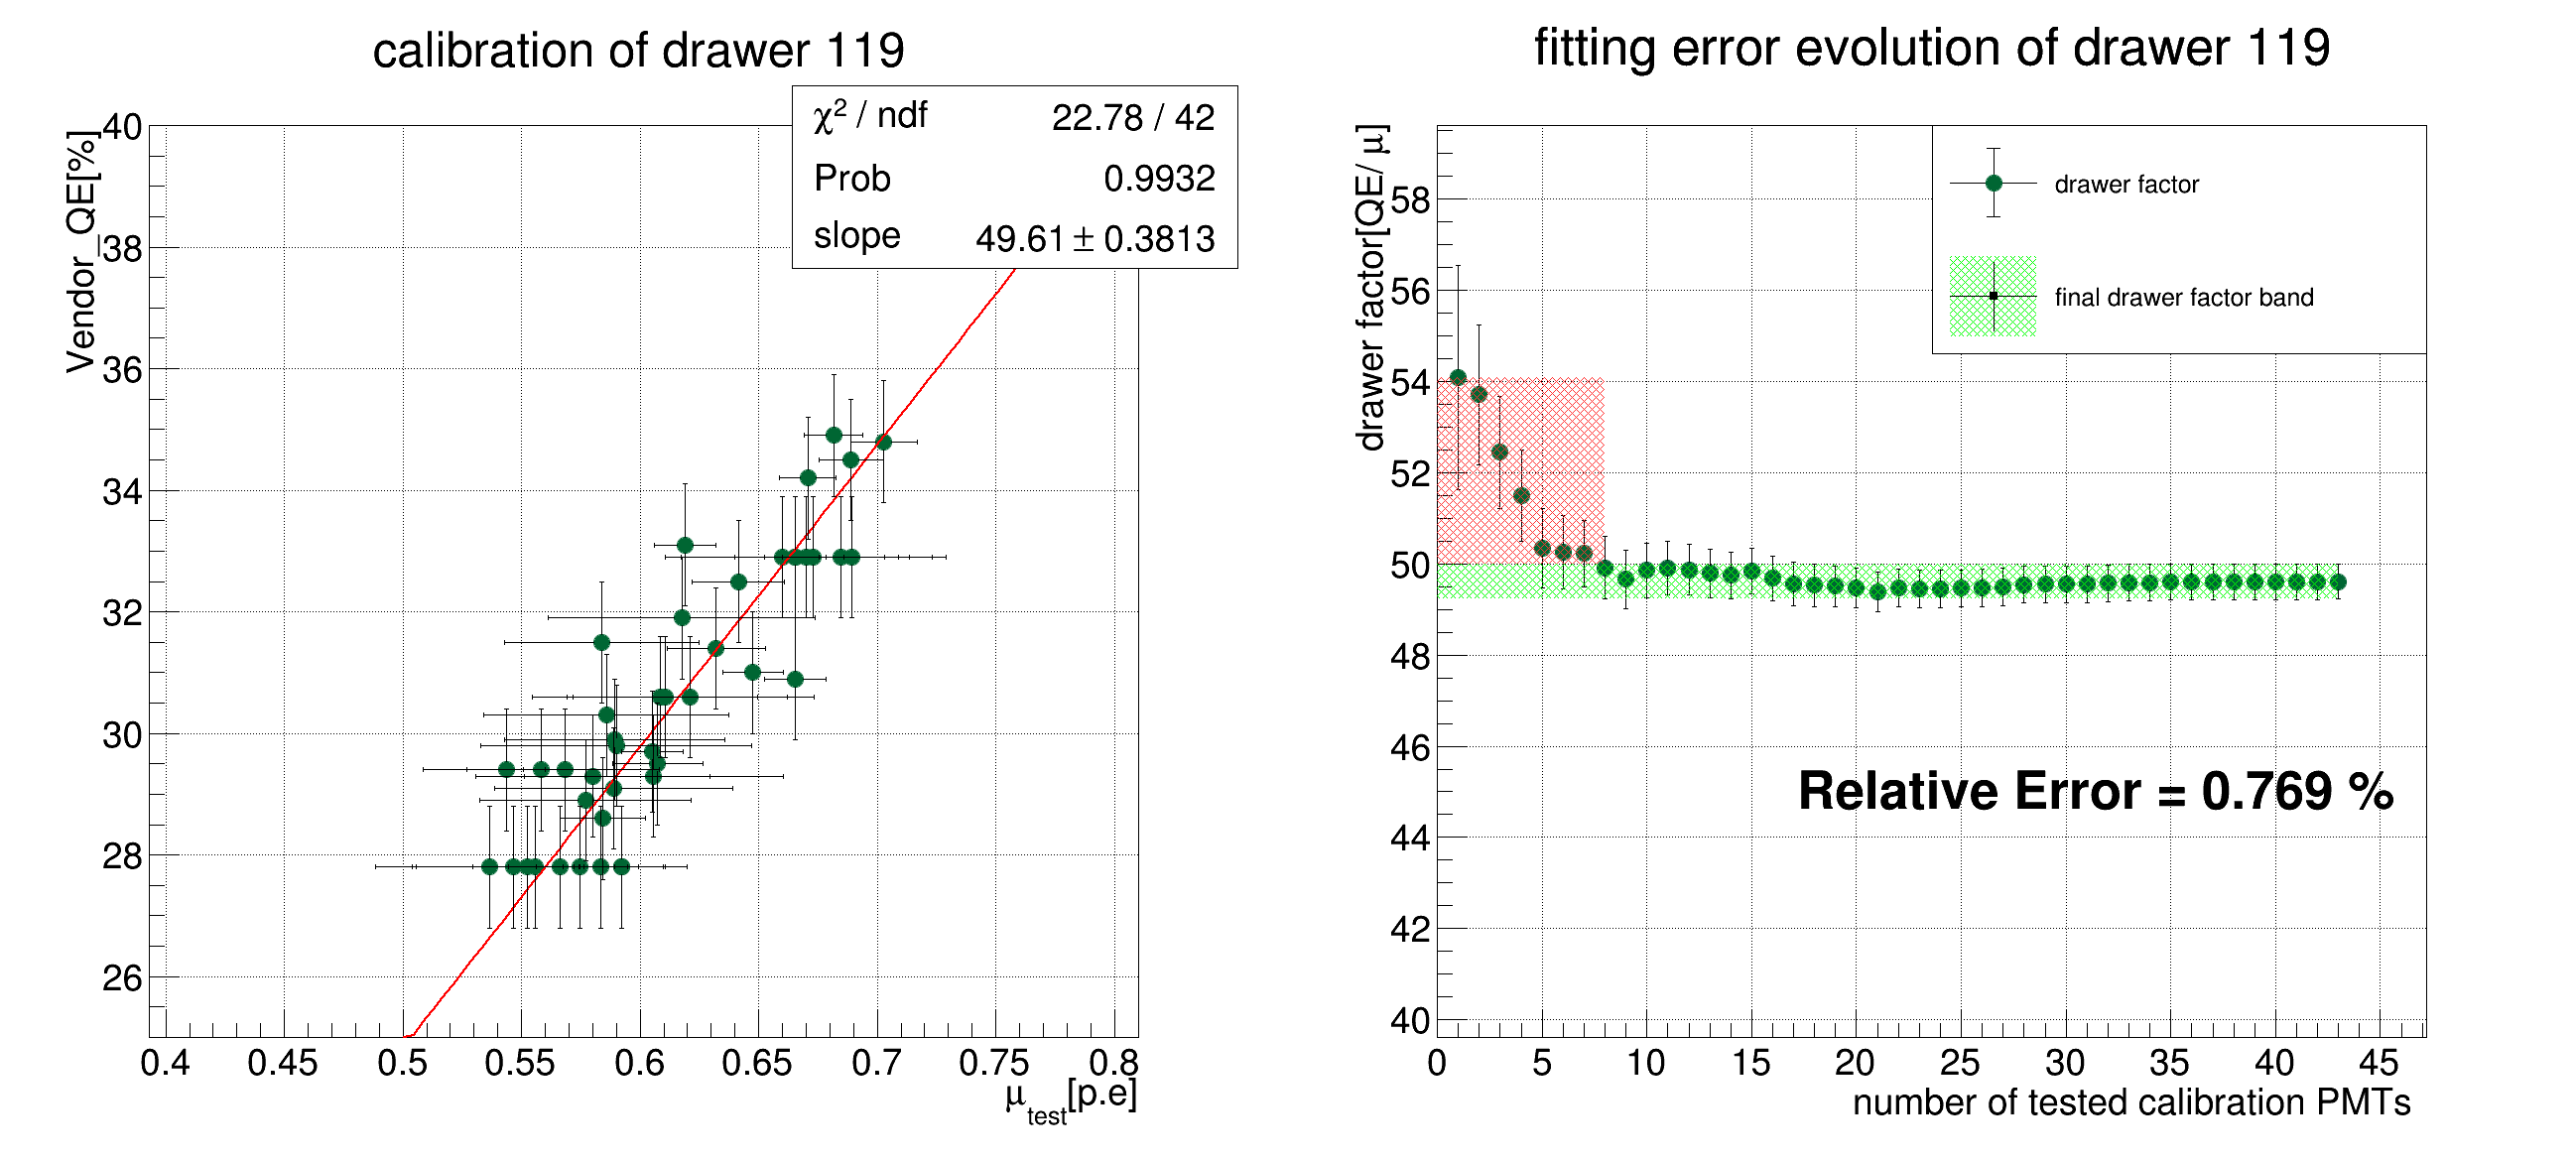 calibration of drawer 119
χ² / ndf 22.78 / 42
Prob 0.9932
slope 49.61 ± 0.3813
Vendor_QE[%]
40
38
36
34
32
30
28
26
0.4 0.45 0.5 0.55 0.6 0.65 0.7 0.75 0.8
μtest[p.e]
fitting error evolution of drawer 119
drawer factor
final drawer factor band
drawer factor[QE/ μ]
58
56
54
52
50
48
46
44
42
40
Relative Error = 0.769 %
0 5 10 15 20 25 30 35 40 45
number of tested calibration PMTs